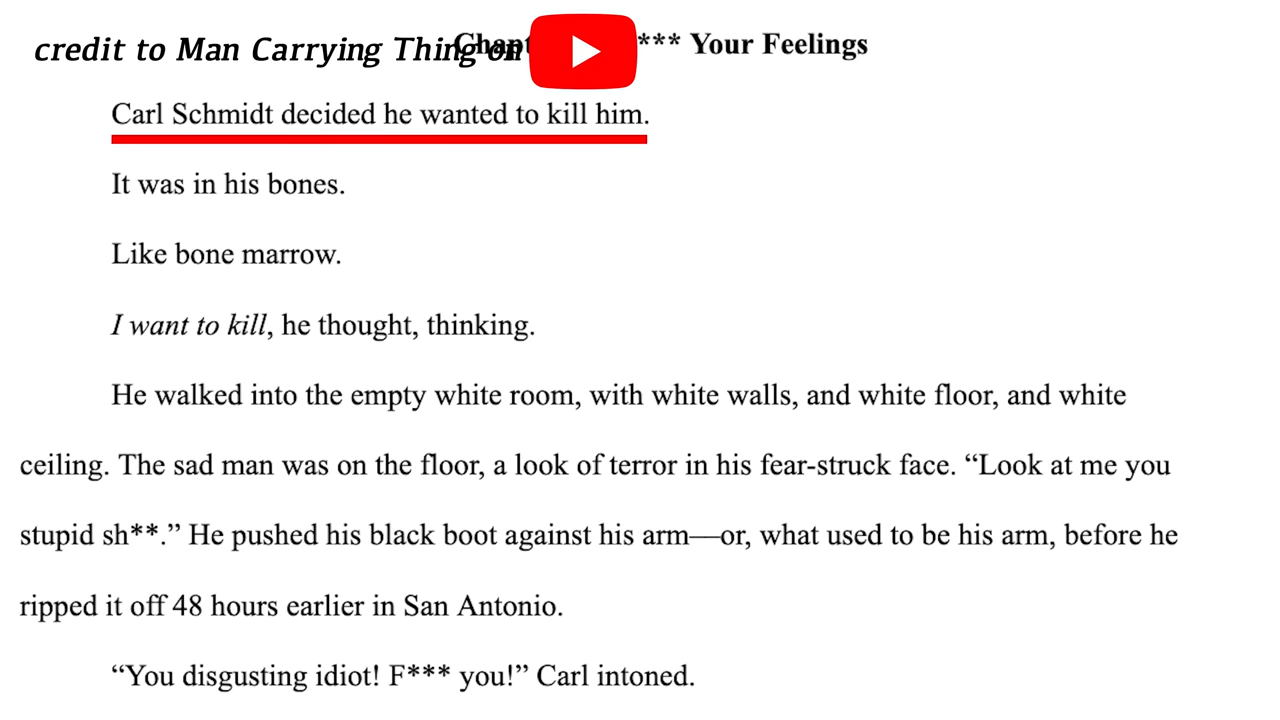 credit to Man Carrying Thing on
*** Your Feelings
Carl Schmidt decided he wanted to kill him.
It was in his bones.
Like bone marrow.
I want to kill, he thought, thinking.
He walked into the empty white room, with white walls, and white floor, and white
ceiling. The sad man was on the floor, a look of terror in his fear-struck face. “Look at me you
stupid sh**.” He pushed his black boot against his arm—or, what used to be his arm, before he
ripped it off 48 hours earlier in San Antonio.
“You disgusting idiot! F*** you!” Carl intoned.